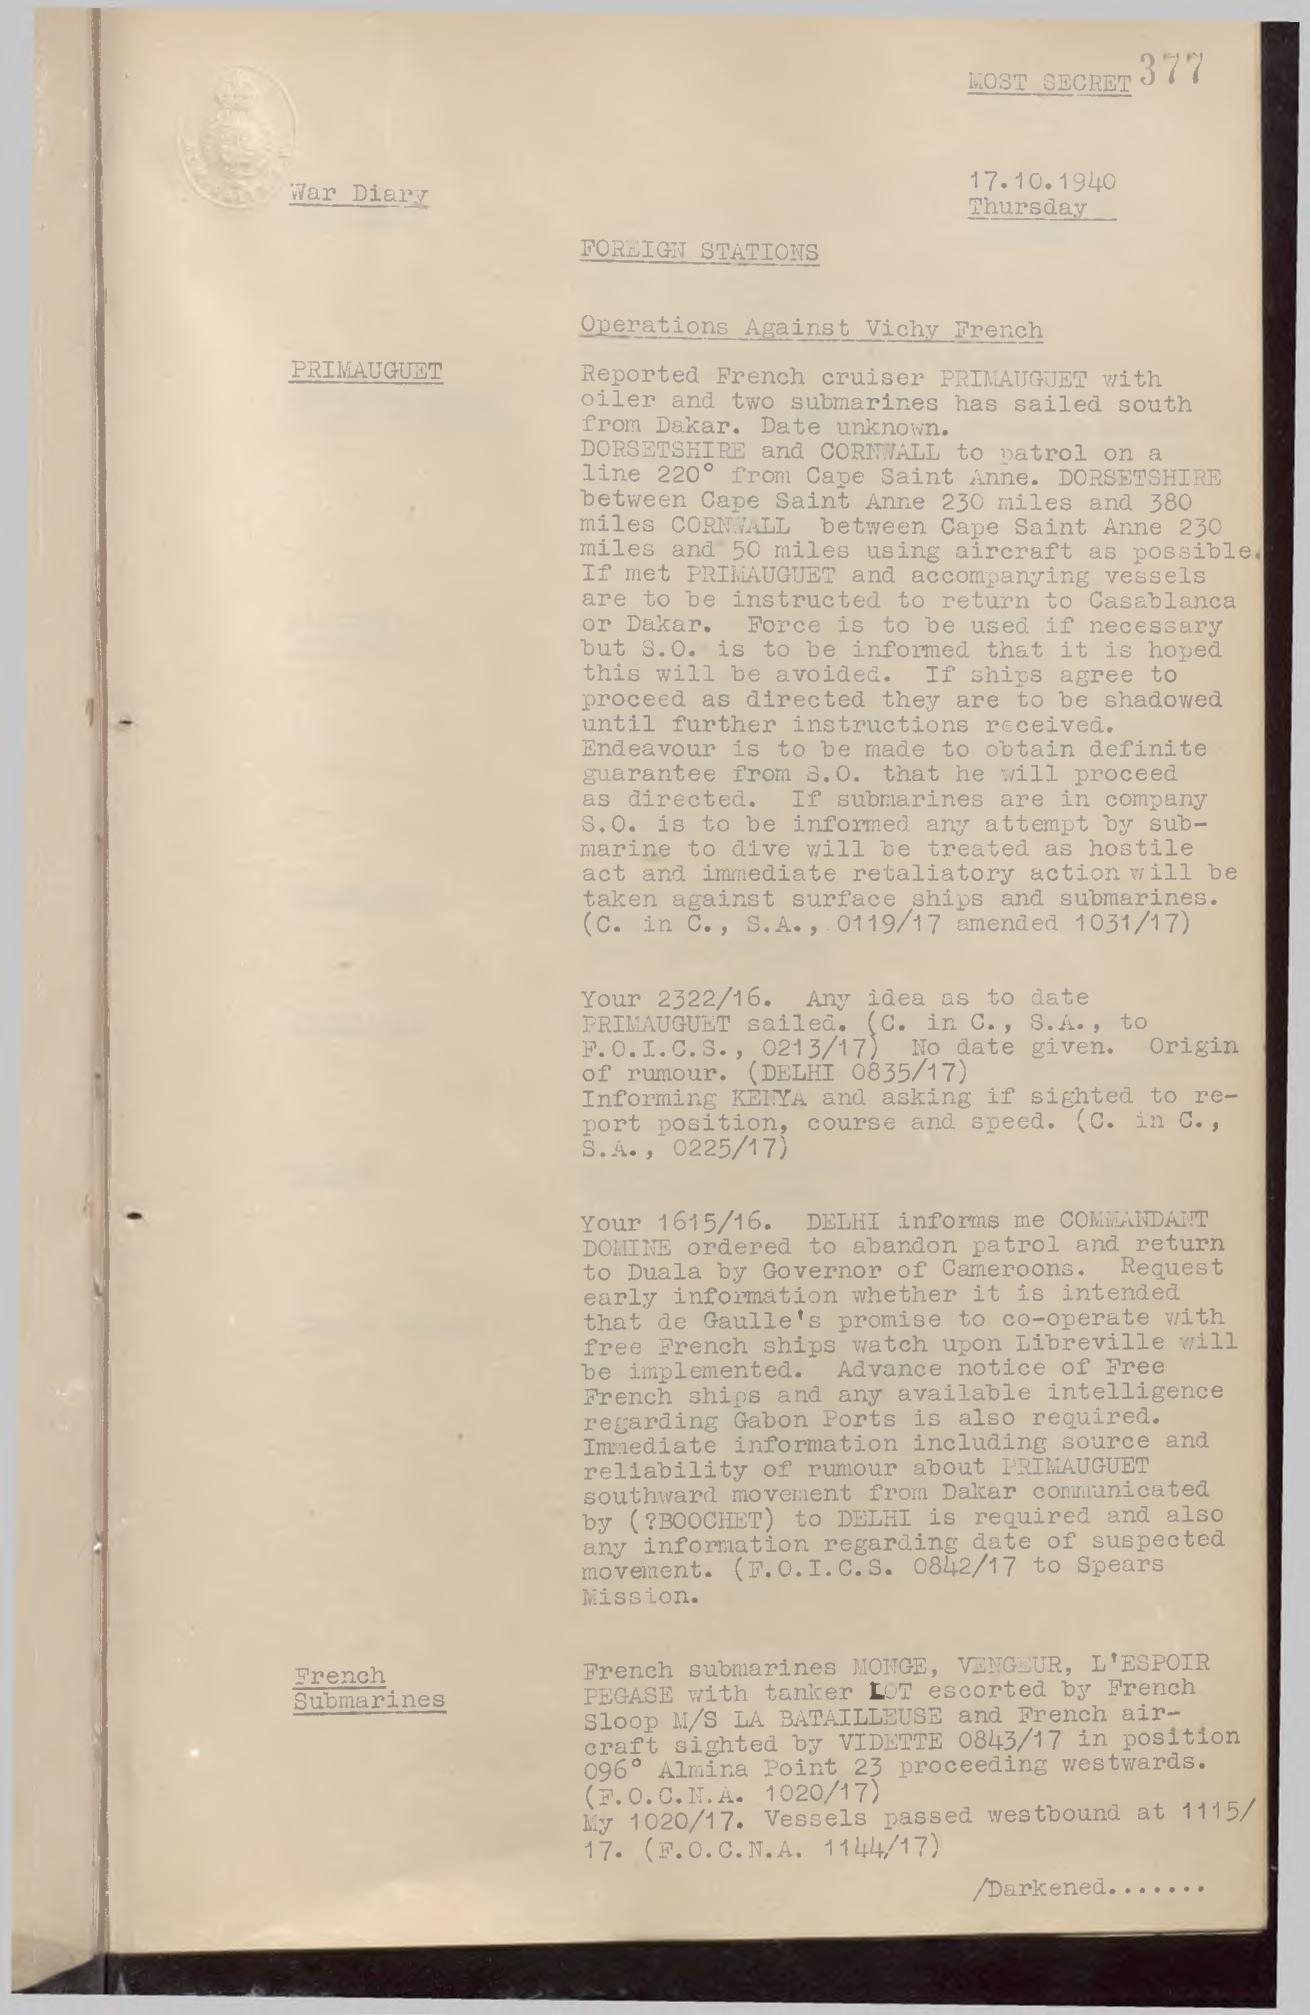 MOST SECRET 377
War Diary
17.10.1940
Thursday
FOREIGN STATIONS
Operations Against Vichy French
PRIMAUGUET
Reported French cruiser PRIMAUGUET with
oiler and two submarines has sailed south
from Dakar. Date unknown.
DORSETSHIRE and CORNWALL to patrol on a
line 220° from Cape Saint Anne. DORSETSHIRE
between Cape Saint Anne 230 miles and 380
miles CORNWALL between Cape Saint Anne 230
miles and 50 miles using aircraft as possible.
If met PRIMAUGUET and accompanying vessels
are to be instructed to return to Casablanca
or Dakar. Force is to be used if necessary
but S.O. is to be informed that it is hoped
this will be avoided. If ships agree to
proceed as directed they are to be shadowed
until further instructions received.
Endeavour is to be made to obtain definite
guarantee from S.O. that he will proceed
as directed. If submarines are in company
S.O. is to be informed any attempt by sub-
marine to dive will be treated as hostile
act and immediate retaliatory action will be
taken against surface ships and submarines.
(C. in C., S.A., 0119/17 amended 1031/17)
Your 2322/16. Any idea as to date
PRIMAUGUET sailed. (C. in C., S.A., to
F.O.I.C.S., 0213/17) No date given. Origin
of rumour. (DELHI 0835/17)
Informing KENYA and asking if sighted to re-
port position, course and speed. (C. in C.,
S.A., 0225/17)
Your 1615/16. DELHI informs me COMMANDANT
DOMINE ordered to abandon patrol and return
to Duala by Governor of Cameroons. Request
early information whether it is intended
that de Gaulle's promise to co-operate with
free French ships watch upon Libreville will
be implemented. Advance notice of Free
French ships and any available intelligence
regarding Gabon Ports is also required.
Immediate information including source and
reliability of rumour about PRIMAUGUET
southward movement from Dakar communicated
by (?BOOCHET) to DELHI is required and also
any information regarding date of suspected
movement. (F.O.I.C.S. 0842/17 to Spears
Mission.
French
Submarines
French submarines MONGE, VENGEUR, L'ESPOIR
PEGASE with tanker LOT escorted by French
Sloop M/S LA BATAILLEUSE and French air-
craft sighted by VIDETTE 0843/17 in position
096° Almina Point 23 proceeding westwards.
(F.O.C.N.A. 1020/17)
My 1020/17. Vessels passed westbound at 1115/
17. (F.O.C.N.A. 1144/17)
/Darkened.......